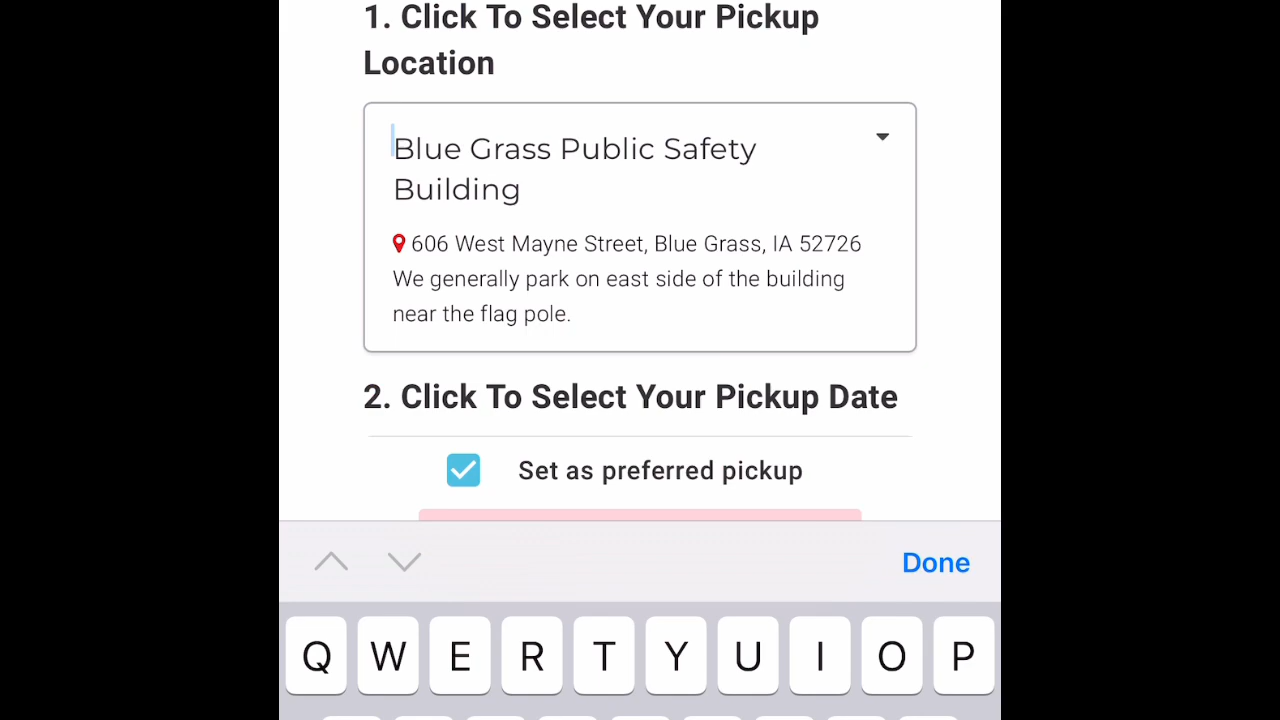 1. Click To Select Your Pickup
Location
Blue Grass Public Safety
Building
606 West Mayne Street, Blue Grass, IA 52726
We generally park on east side of the building
near the flag pole.
2. Click To Select Your Pickup Date
Set as preferred pickup
Done
Q W E R T Y U I O P